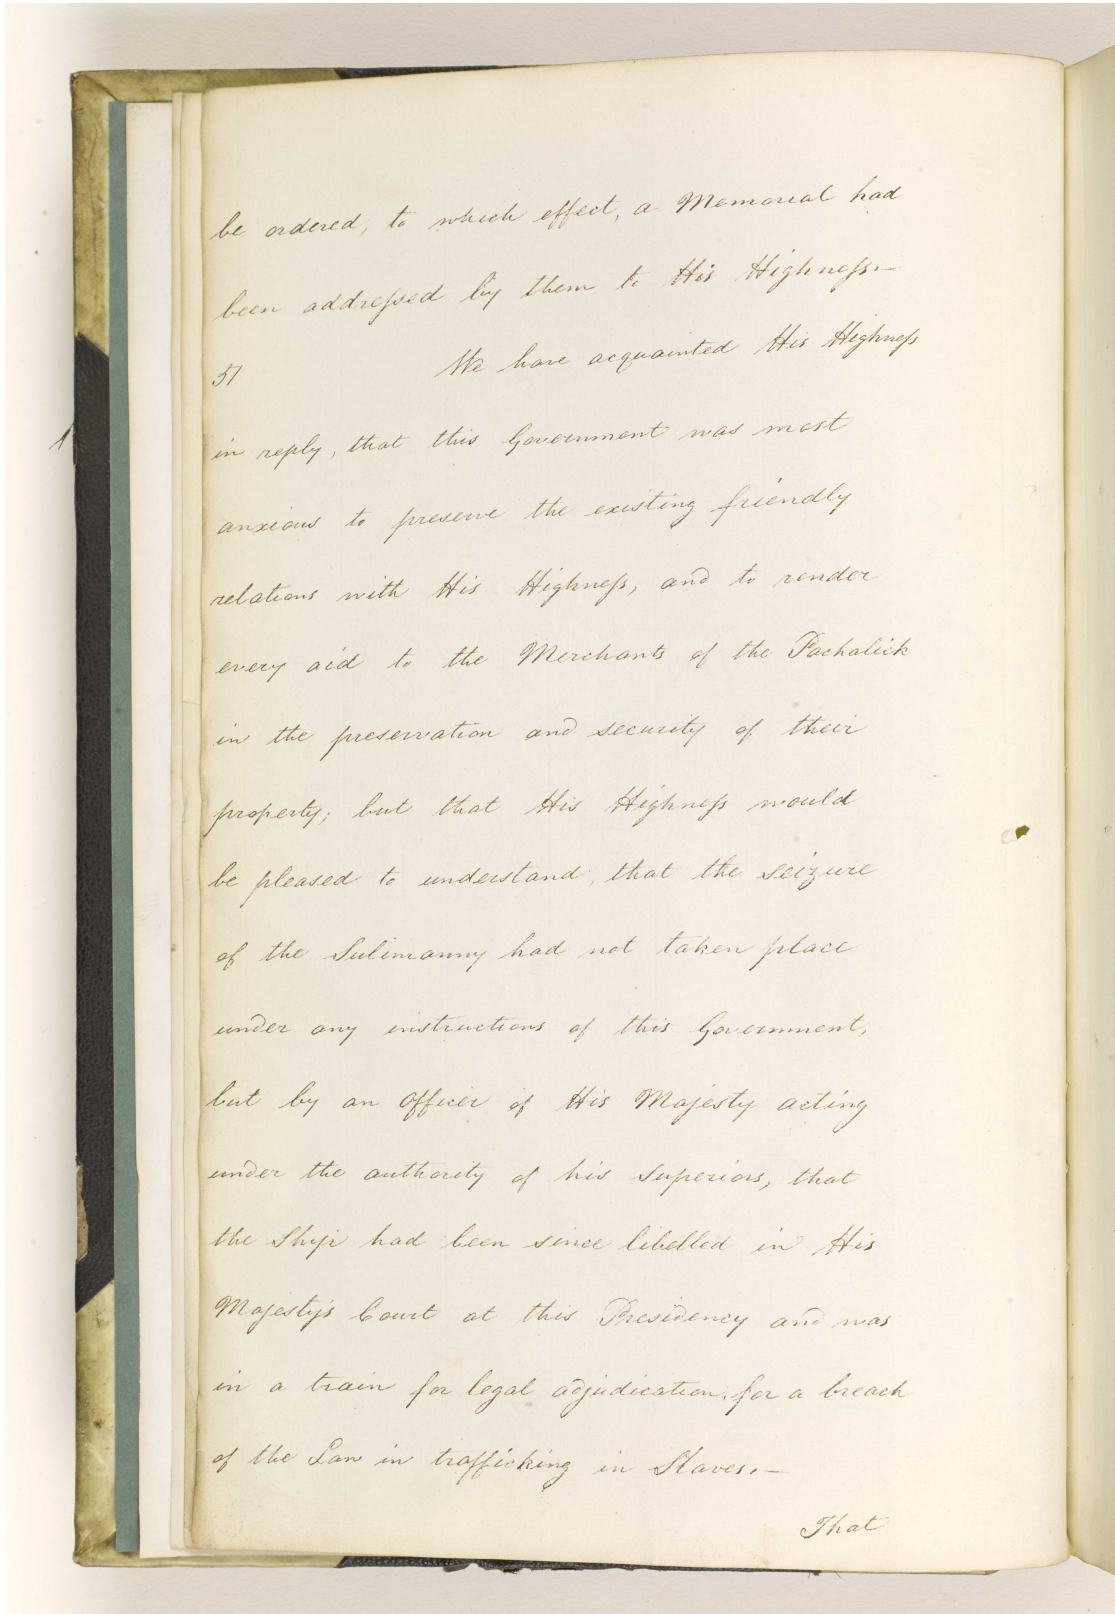 be ordered, to which effect, a Memorial had
been addressed by them to His Highness.—
51 We have acquainted His Highness
in reply, that this Government was most
anxious to preserve the existing friendly
relations with His Highness, and to render
every aid to the Merchants of the Pachalick
in the preservation and security of their
property; but that His Highness would
be pleased to understand, that the seizure
of the Sulimanny had not taken place
under any instructions of this Government,
but by an Officer of His Majesty acting
under the authority of his Superiors, that
the Ship had been since libelled in His
Majesty's Court at this Presidency and was
in a train for legal adjudication, for a breach
of the Law in trafficking in Slaves.—
That